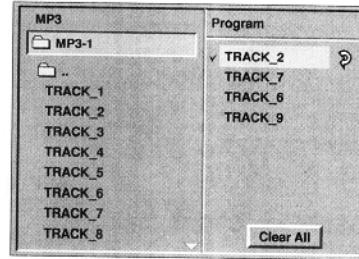 MP3
MP3-1
..
TRACK_1
TRACK_2
TRACK_3
TRACK_4
TRACK_5
TRACK_6
TRACK_7
TRACK_8
Program
TRACK_2
TRACK_7
TRACK_6
TRACK_9
Clear All